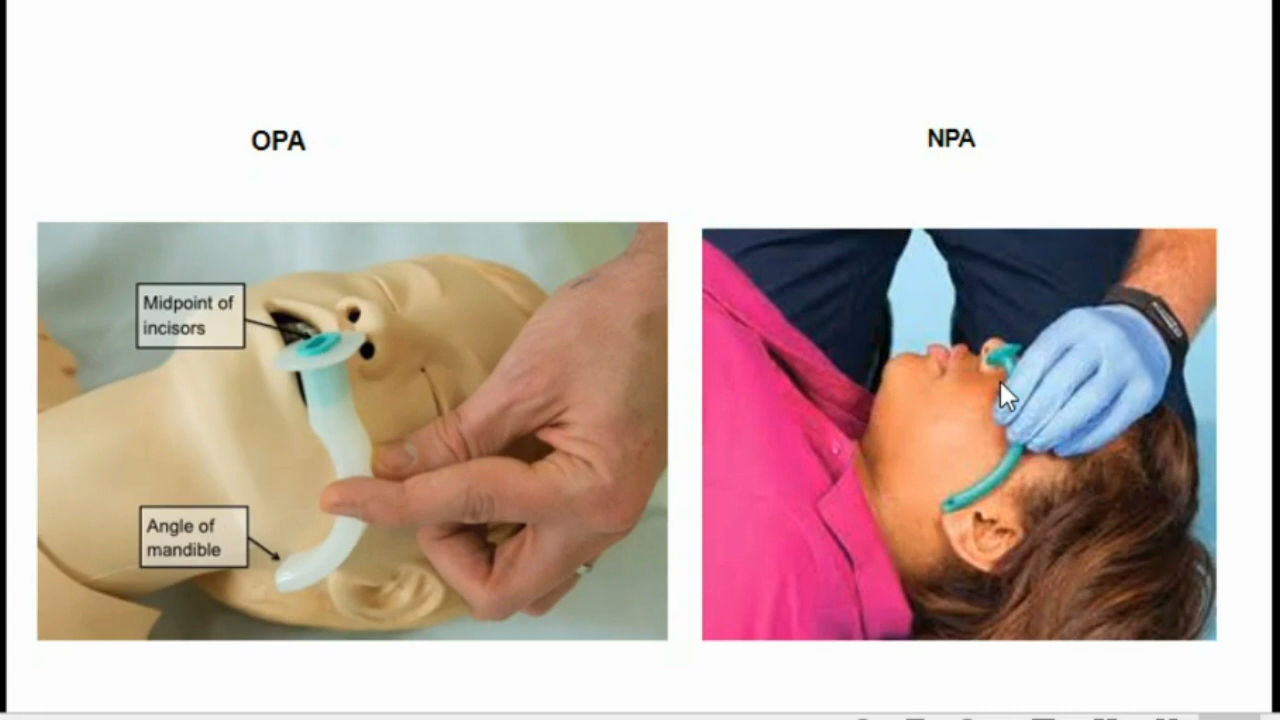 OPA
NPA
Midpoint of
incisors
Angle of
mandible